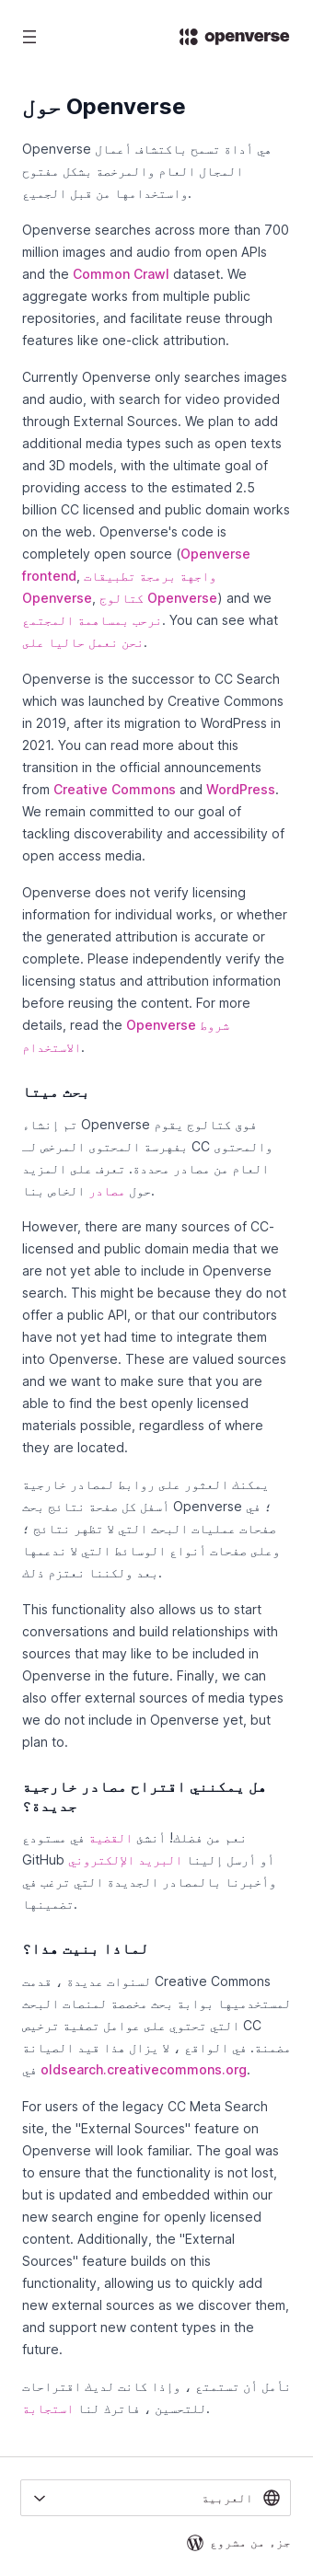 openverse
حول Openverse
Openverse هي أداة تسمح باكتشاف أعمال
المجال العام والمرخصة بشكل مفتوح
واستخدامها من قبل الجميع.
Openverse searches across more than 700
million images and audio from open APIs
and the Common Crawl dataset. We
aggregate works from multiple public
repositories, and facilitate reuse through
features like one-click attribution.
Currently Openverse only searches images
and audio, with search for video provided
through External Sources. We plan to add
additional media types such as open texts
and 3D models, with the ultimate goal of
providing access to the estimated 2.5
billion CC licensed and public domain works
on the web. Openverse's code is
completely open source (Openverse
frontend, واجهة برمجة تطبيقات
Openverse, كتالوج Openverse) and we
نرحب بمساهمة المجتمع. You can see what
نحن نعمل حاليا على.
Openverse is the successor to CC Search
which was launched by Creative Commons
in 2019, after its migration to WordPress in
2021. You can read more about this
transition in the official announcements
from Creative Commons and WordPress.
We remain committed to our goal of
tackling discoverability and accessibility of
open access media.
Openverse does not verify licensing
information for individual works, or whether
the generated attribution is accurate or
complete. Please independently verify the
licensing status and attribution information
before reusing the content. For more
details, read the Openverse شروط
الاستخدام.
بحث ميتا
تم إنشاء Openverse فوق كتالوج يقوم
بفهرسة المحتوى المرخص لـ CC والمحتوى
العام من مصادر محددة. تعرف على المزيد
حول مصادر الخاص بنا.
However, there are many sources of CC-
licensed and public domain media that we
are not yet able to include in Openverse
search. This might be because they do not
offer a public API, or that our contributors
have not yet had time to integrate them
into Openverse. These are valued sources
and we want to make sure that you are
able to find the best openly licensed
materials possible, regardless of where
they are located.
يمكنك العثور على روابط لمصادر خارجية
أسفل كل صفحة نتائج بحث Openverse ؛ في
صفحات عمليات البحث التي لا تظهر نتائج ؛
وعلى صفحات أنواع الوسائط التي لا ندعمها
بعد ولكننا نعتزم ذلك.
This functionality also allows us to start
conversations and build relationships with
sources that may like to be included in
Openverse in the future. Finally, we can
also offer external sources of media types
we do not include in Openverse yet, but
plan to.
هل يمكنني اقتراح مصادر خارجية
جديدة؟
نعم من فضلك! أنشئ القضية في مستودع
GitHub أو أرسل إلينا البريد الإلكتروني
وأخبرنا بالمصادر الجديدة التي ترغب في
تضمينها.
لماذا بنيت هذا؟
لسنوات عديدة ، قدمت Creative Commons
لمستخدميها بوابة بحث مخصصة لمنصات البحث
التي تحتوي على عوامل تصفية ترخيص CC
مضمنة. في الواقع ، لا يزال هذا قيد الصيانة
في oldsearch.creativecommons.org.
For users of the legacy CC Meta Search
site, the "External Sources" feature on
Openverse will look familiar. The goal was
to ensure that the functionality is not lost,
but is updated and embedded within our
new search engine for openly licensed
content. Additionally, the "External
Sources" feature builds on this
functionality, allowing us to quickly add
new external sources as we discover them,
and support new content types in the
future.
نأمل أن تستمتع ، وإذا كانت لديك اقتراحات
للتحسين ، فاترك لنا استجابة.
العربية
جزء من مشروع